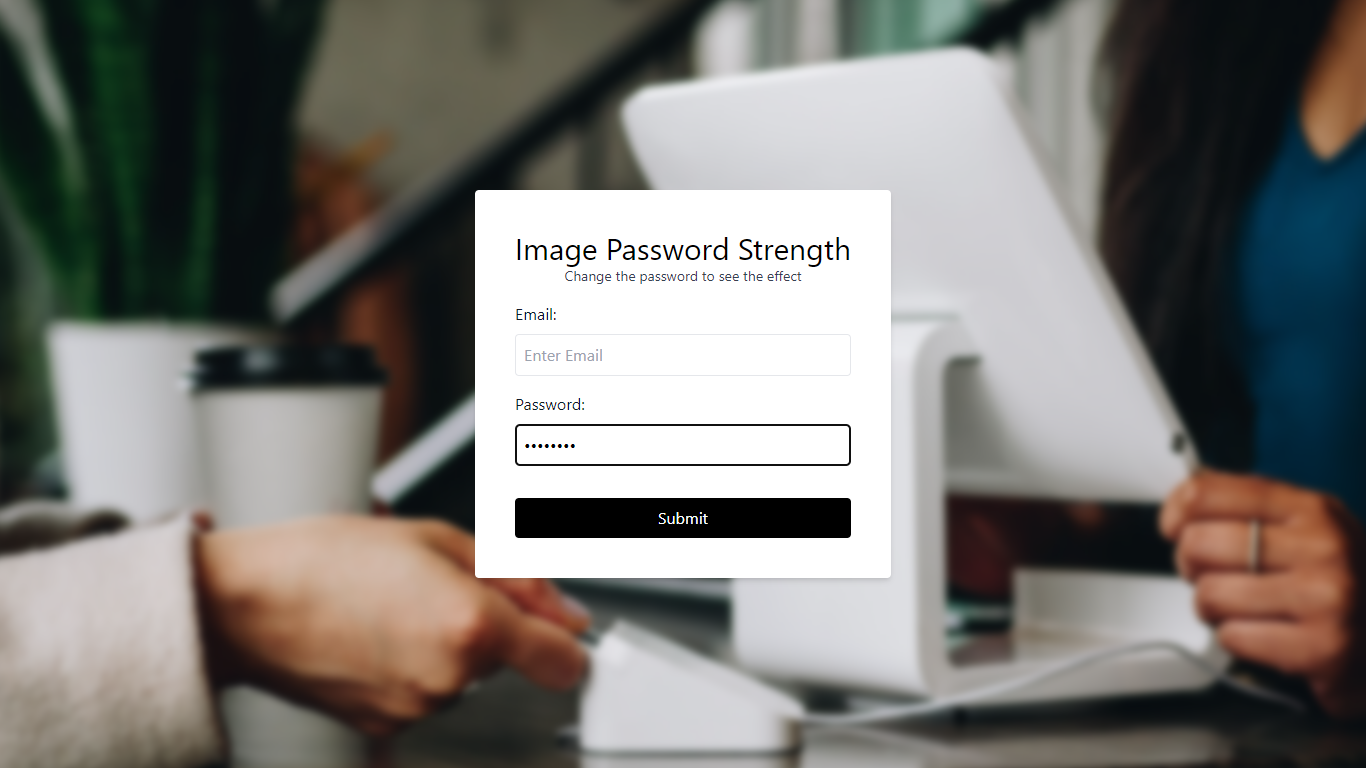 Image Password Strength
Change the password to see the effect
Email:
Enter Email
Password:
••••••••
Submit